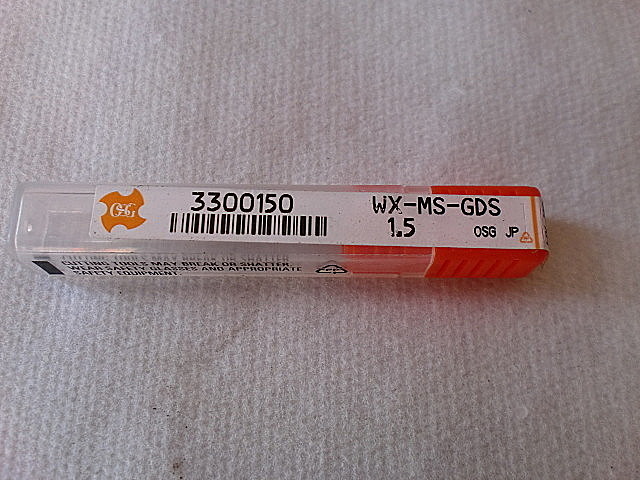 OSG
3300150
WX-MS-GDS
1.5
OSG JP
CUTTING TOOLS MAY BREAK OR SHATTER.
WEAR SAFETY GLASSES AND APPROPRIATE
SAFETY EQUIPMENT.